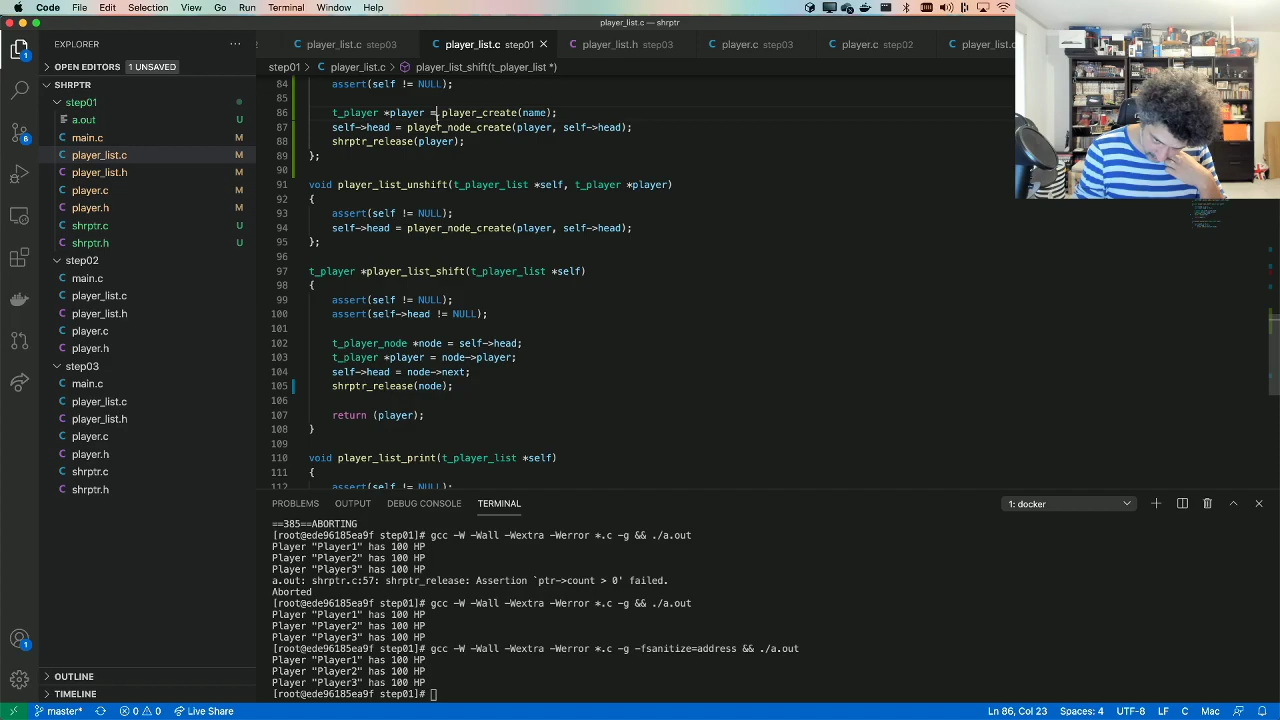 Code File Edit Selection View Go Run Terminal Window Help
player_list.c — shrptr
EXPLORER
player_list.c step03
player_list.c step01
player_list.h step03
player.c step03
player.c step02
player_list.h
OPEN EDITORS 1 UNSAVED
step01 > player_list.c > player_list_shift(t_player_list *)
SHRPTR
step01
a.out U
main.c M
player_list.c M
player_list.h M
player.c M
player.h M
shrptr.c U
shrptr.h U
step02
main.c
player_list.c
player_list.h
player.c
player.h
step03
main.c
player_list.c
player_list.h
player.c
player.h
shrptr.c
shrptr.h
OUTLINE
TIMELINE
84 assert(self != NULL);
85
86 t_player *player = player_create(name);
87 self->head = player_node_create(player, self->head);
88 shrptr_release(player);
89 };
90
91 void player_list_unshift(t_player_list *self, t_player *player)
92 {
93 assert(self != NULL);
94 self->head = player_node_create(player, self->head);
95 };
96
97 t_player *player_list_shift(t_player_list *self)
98 {
99 assert(self != NULL);
100 assert(self->head != NULL);
101
102 t_player_node *node = self->head;
103 t_player *player = node->player;
104 self->head = node->next;
105 shrptr_release(node);
106
107 return (player);
108 }
109
110 void player_list_print(t_player_list *self)
111 {
112 assert(self != NULL);
PROBLEMS OUTPUT DEBUG CONSOLE TERMINAL
1: docker
==385==ABORTING
[root@ede96185ea9f step01]# gcc -W -Wall -Wextra -Werror *.c -g && ./a.out
Player "Player1" has 100 HP
Player "Player2" has 100 HP
Player "Player3" has 100 HP
a.out: shrptr.c:57: shrptr_release: Assertion `ptr->count > 0' failed.
Aborted
[root@ede96185ea9f step01]# gcc -W -Wall -Wextra -Werror *.c -g && ./a.out
Player "Player1" has 100 HP
Player "Player2" has 100 HP
Player "Player3" has 100 HP
[root@ede96185ea9f step01]# gcc -W -Wall -Wextra -Werror *.c -g -fsanitize=address && ./a.out
Player "Player1" has 100 HP
Player "Player2" has 100 HP
Player "Player3" has 100 HP
[root@ede96185ea9f step01]#
master* 0 0 Live Share
Ln 86, Col 23 Spaces: 4 UTF-8 LF C Mac